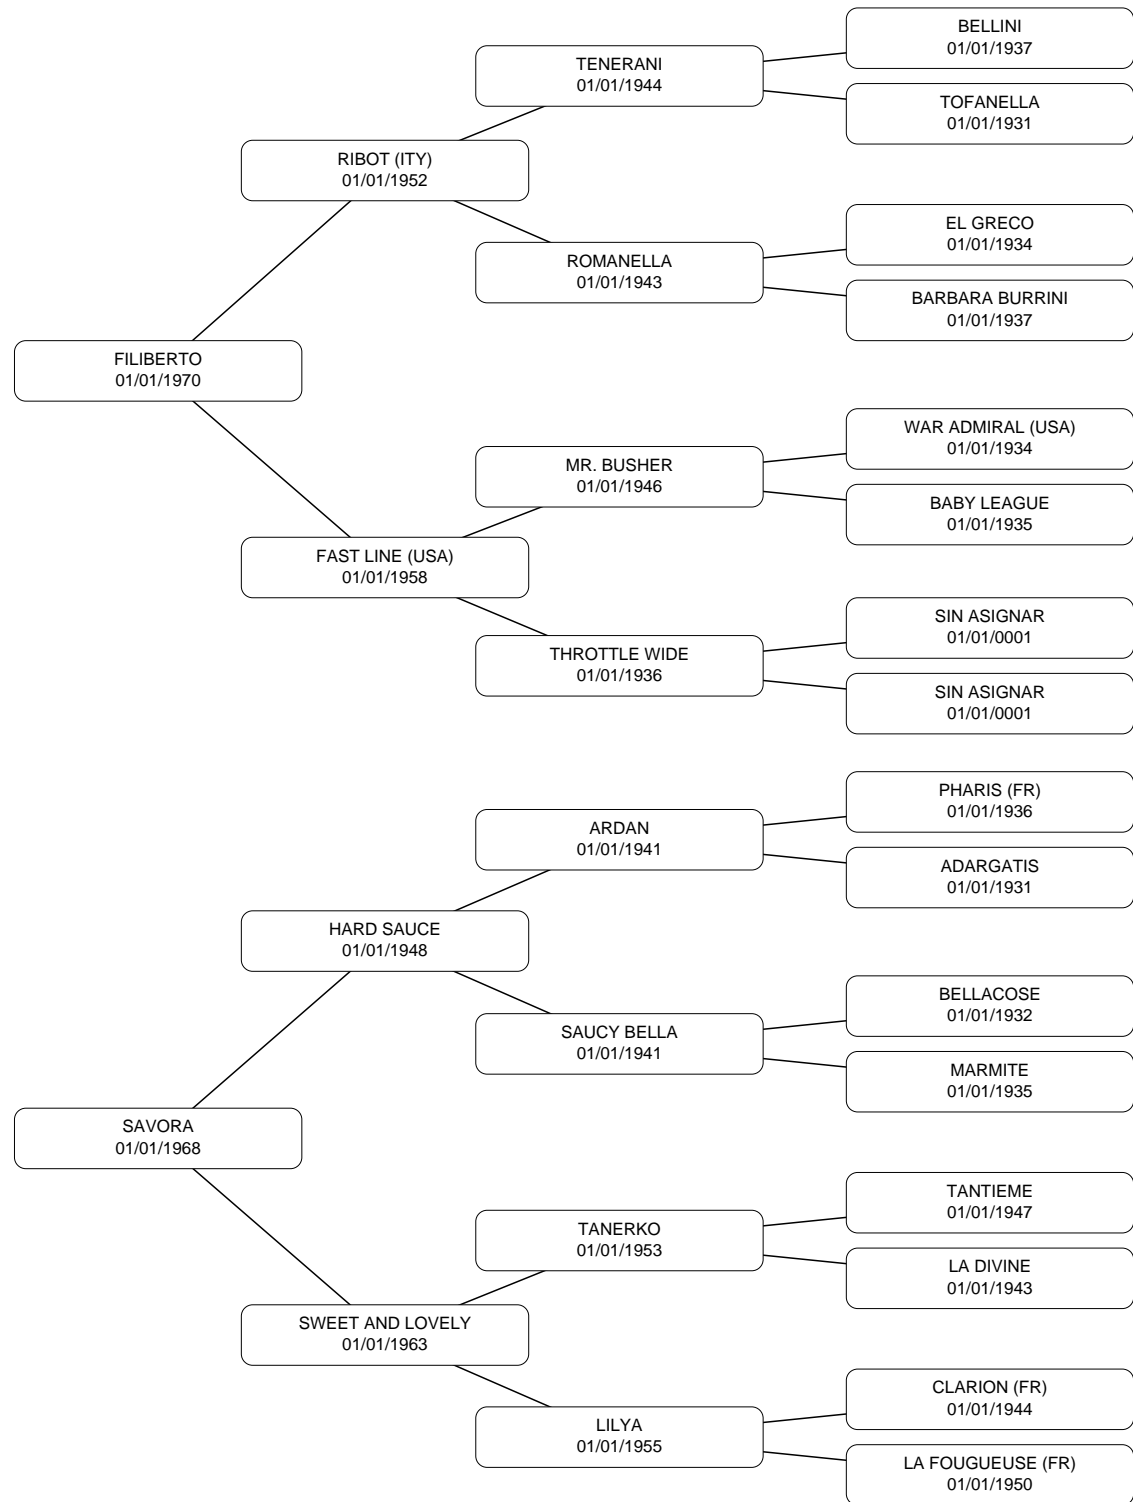 BELLINI
01/01/1937
TENERANI
01/01/1944
TOFANELLA
01/01/1931
RIBOT (ITY)
01/01/1952
EL GRECO
01/01/1934
ROMANELLA
01/01/1943
BARBARA BURRINI
01/01/1937
FILIBERTO
01/01/1970
WAR ADMIRAL (USA)
01/01/1934
MR. BUSHER
01/01/1946
BABY LEAGUE
01/01/1935
FAST LINE (USA)
01/01/1958
SIN ASIGNAR
01/01/0001
THROTTLE WIDE
01/01/1936
SIN ASIGNAR
01/01/0001
PHARIS (FR)
01/01/1936
ARDAN
01/01/1941
ADARGATIS
01/01/1931
HARD SAUCE
01/01/1948
BELLACOSE
01/01/1932
SAUCY BELLA
01/01/1941
MARMITE
01/01/1935
SAVORA
01/01/1968
TANTIEME
01/01/1947
TANERKO
01/01/1953
LA DIVINE
01/01/1943
SWEET AND LOVELY
01/01/1963
CLARION (FR)
01/01/1944
LILYA
01/01/1955
LA FOUGUEUSE (FR)
01/01/1950